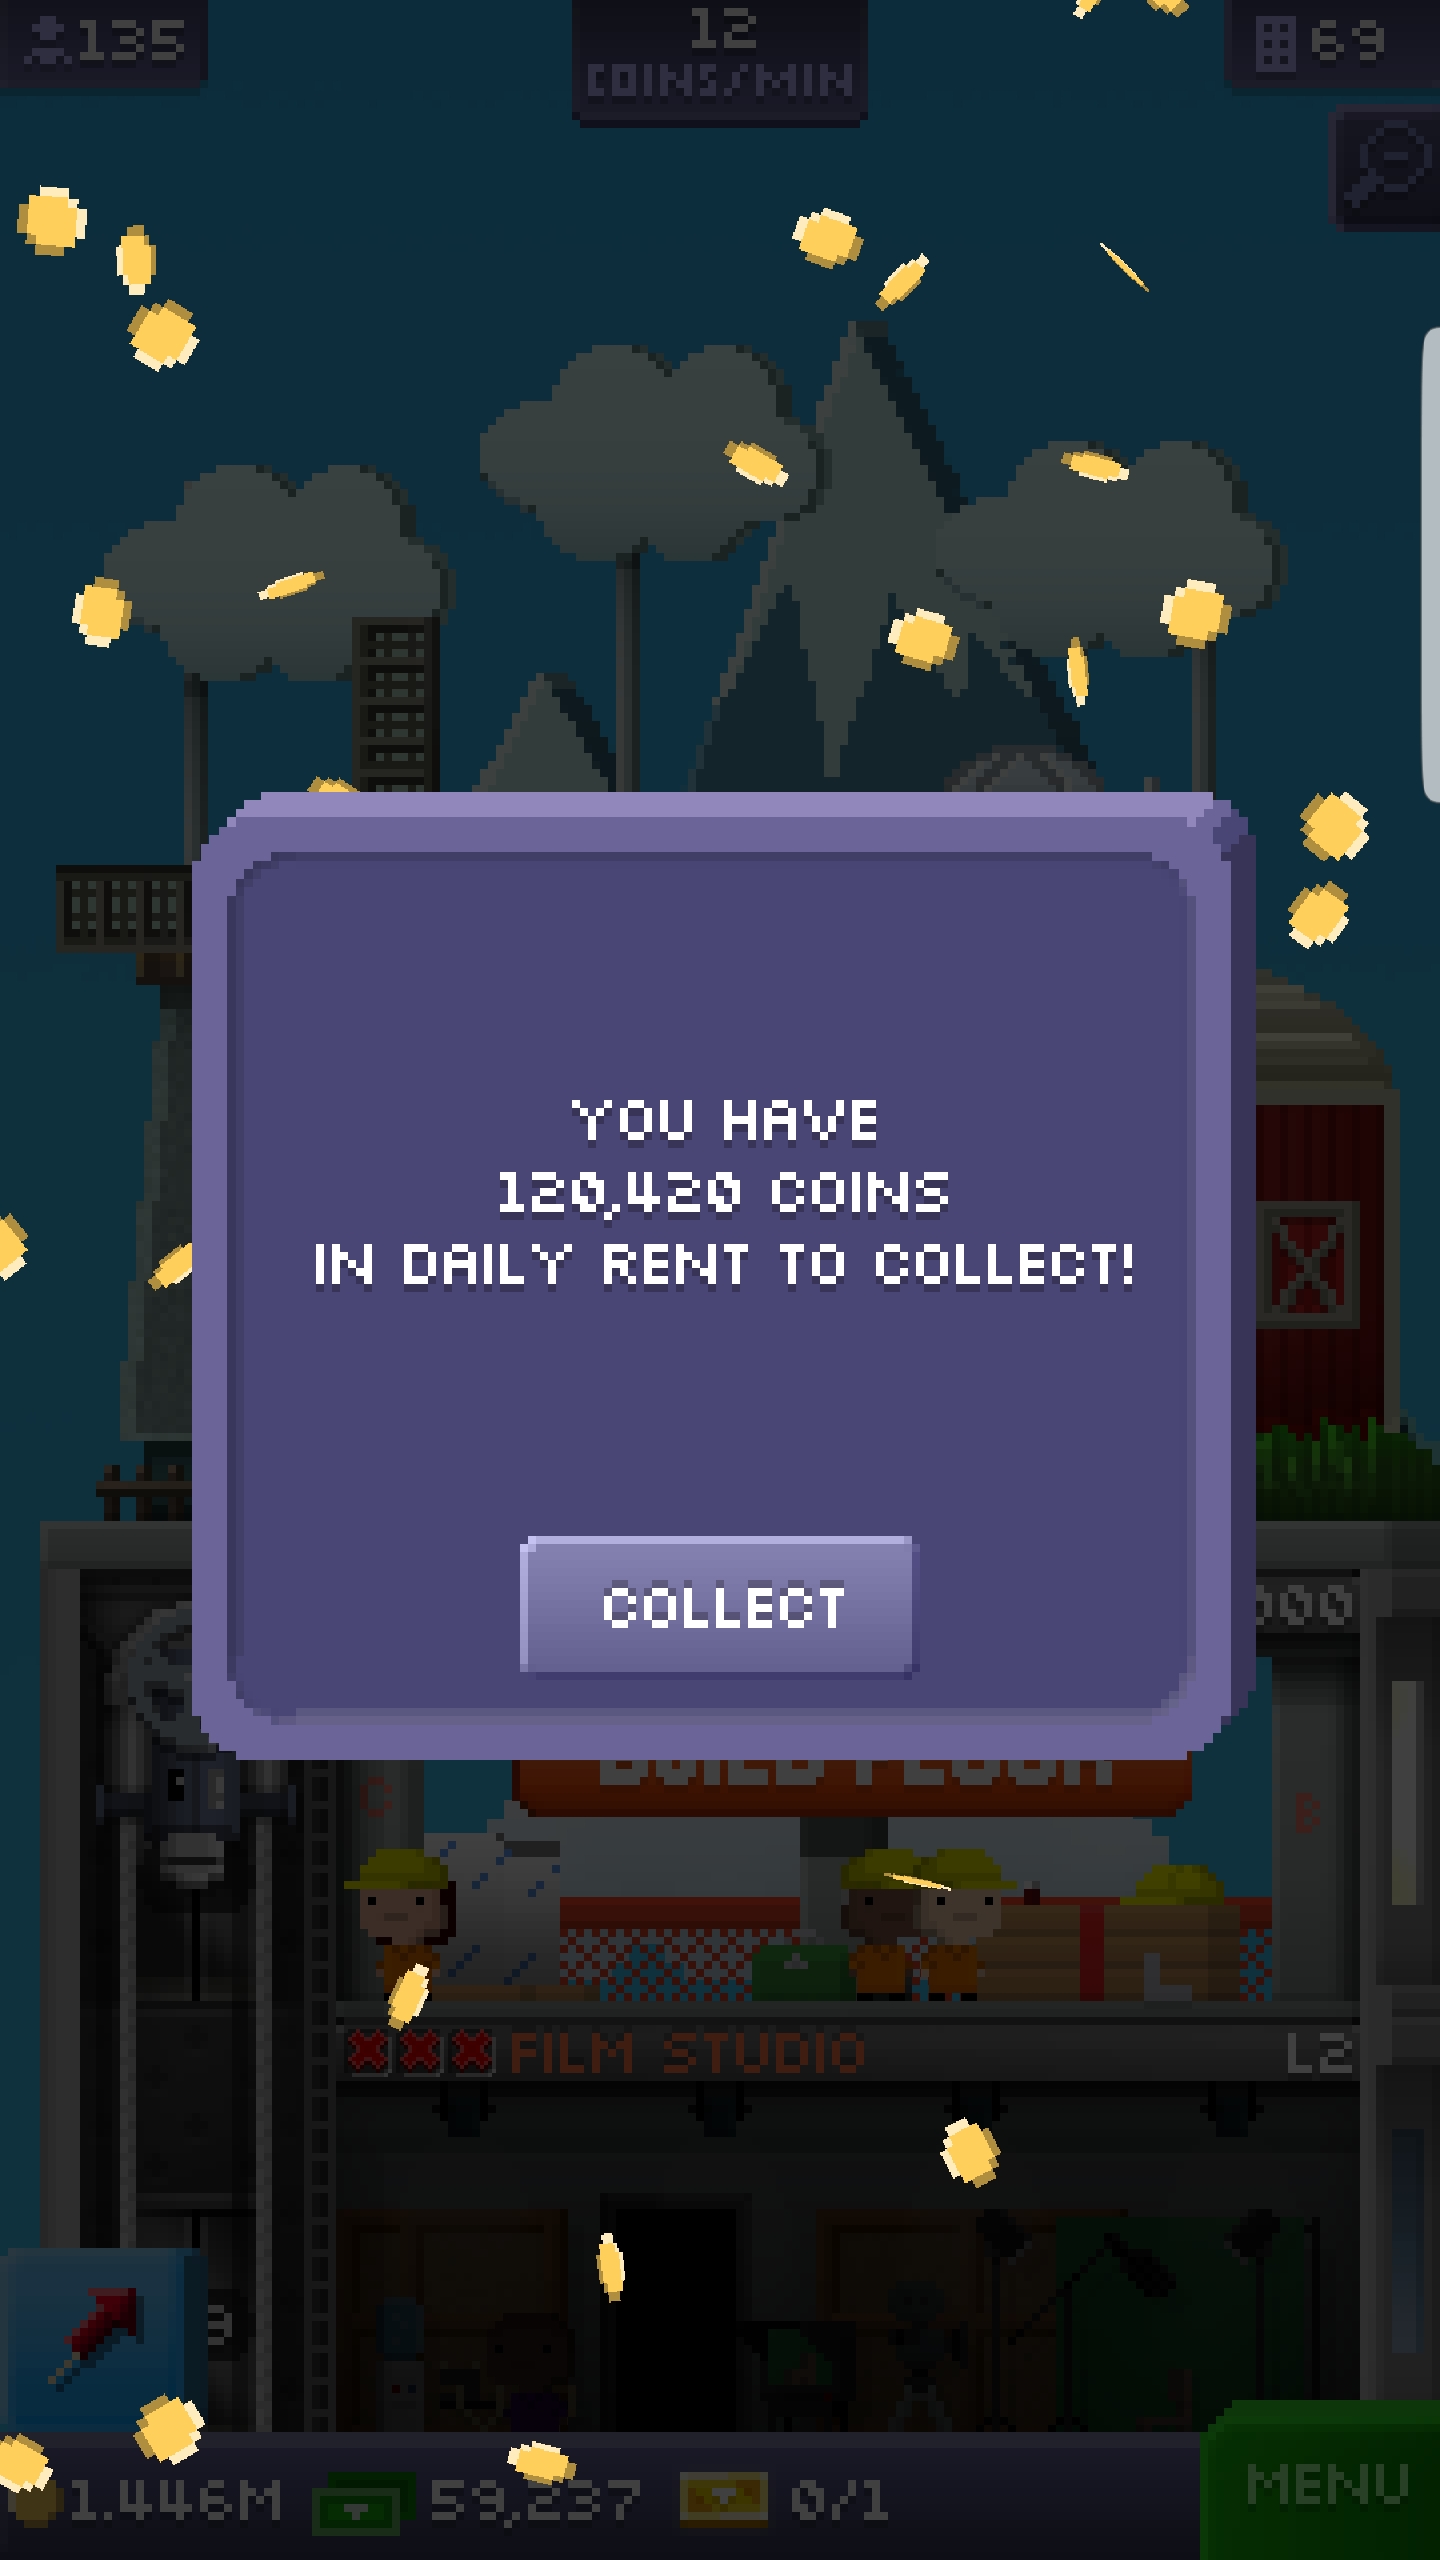 135
12
COINS/MIN
69
YOU HAVE
120,420 COINS
IN DAILY RENT TO COLLECT!
COLLECT
000
BUILD FLOOR
C
B
FILM STUDIO
L2
1.446M
59,237
0/1
MENU